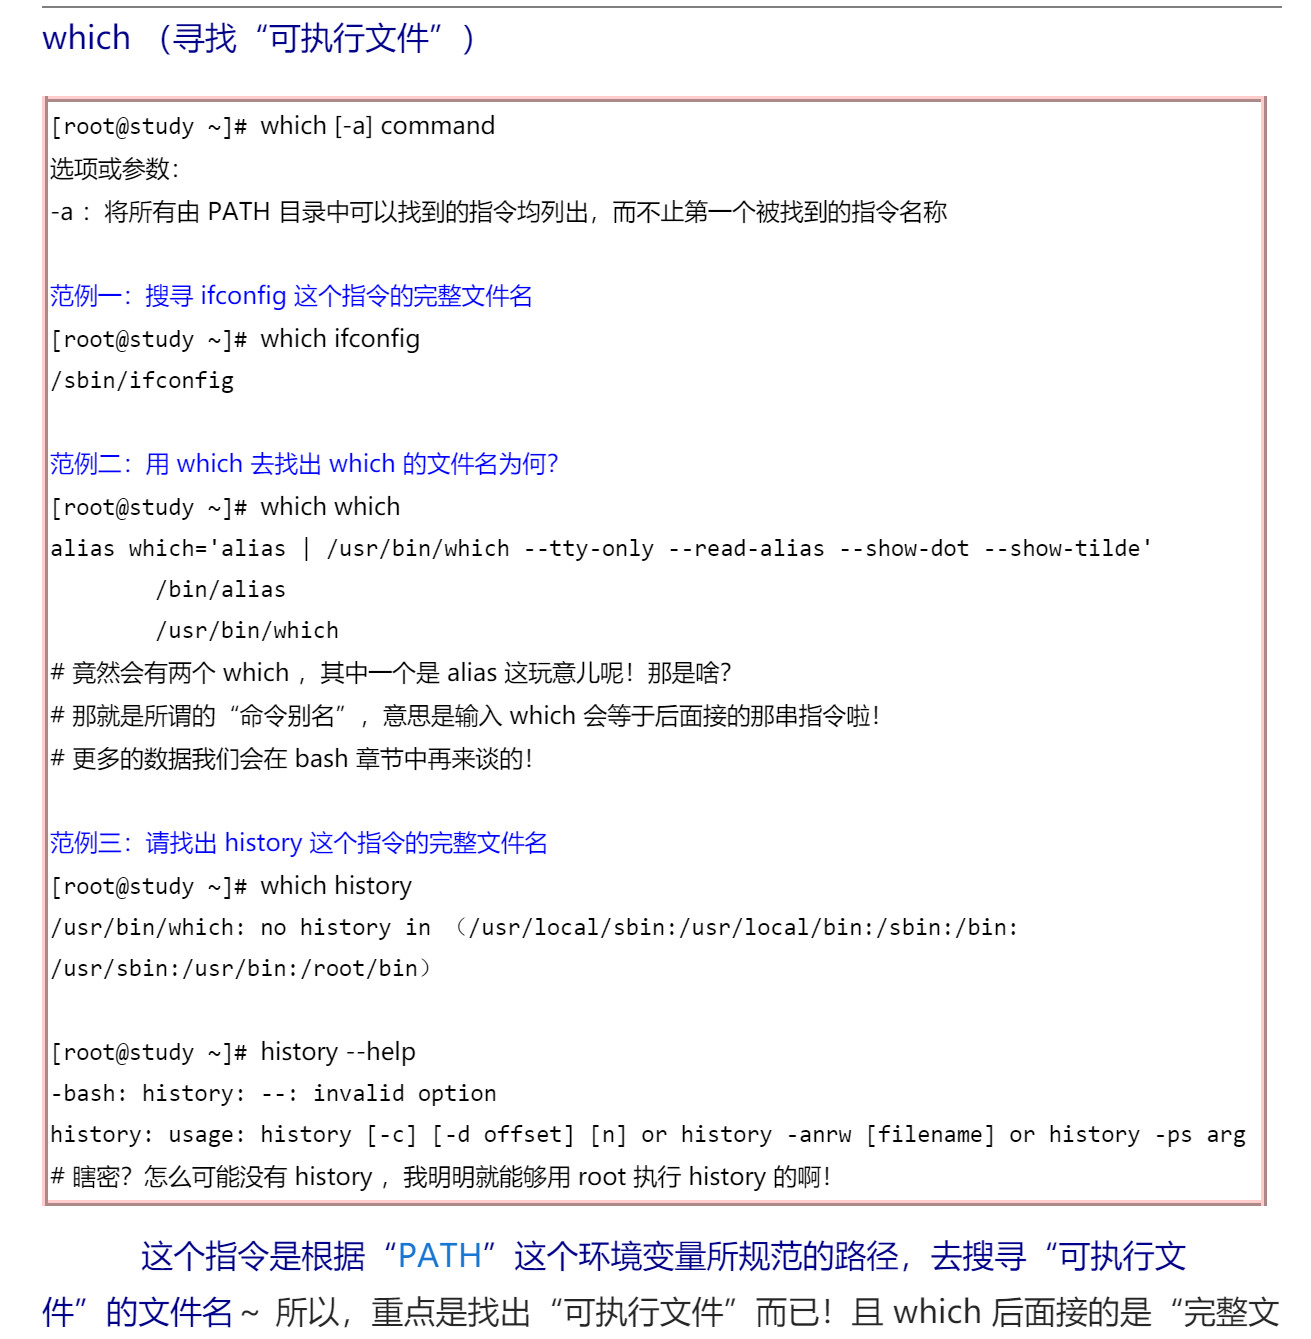 which （寻找“可执行文件”）
[root@study ~]# which [-a] command
选项或参数：
-a ：将所有由 PATH 目录中可以找到的指令均列出，而不止第一个被找到的指令名称
范例一：搜寻 ifconfig 这个指令的完整文件名
[root@study ~]# which ifconfig
/sbin/ifconfig
范例二：用 which 去找出 which 的文件名为何？
[root@study ~]# which which
alias which='alias | /usr/bin/which --tty-only --read-alias --show-dot --show-tilde'
/bin/alias
/usr/bin/which
# 竟然会有两个 which ，其中一个是 alias 这玩意儿呢！那是啥？
# 那就是所谓的“命令别名”，意思是输入 which 会等于后面接的那串指令啦！
# 更多的数据我们会在 bash 章节中再来谈的！
范例三：请找出 history 这个指令的完整文件名
[root@study ~]# which history
/usr/bin/which: no history in （/usr/local/sbin:/usr/local/bin:/sbin:/bin:
/usr/sbin:/usr/bin:/root/bin）
[root@study ~]# history --help
-bash: history: --: invalid option
history: usage: history [-c] [-d offset] [n] or history -anrw [filename] or history -ps arg
# 瞎密？怎么可能没有 history ，我明明就能够用 root 执行 history 的啊！
这个指令是根据“PATH”这个环境变量所规范的路径，去搜寻“可执行文
件”的文件名～ 所以，重点是找出“可执行文件”而已！且 which 后面接的是“完整文